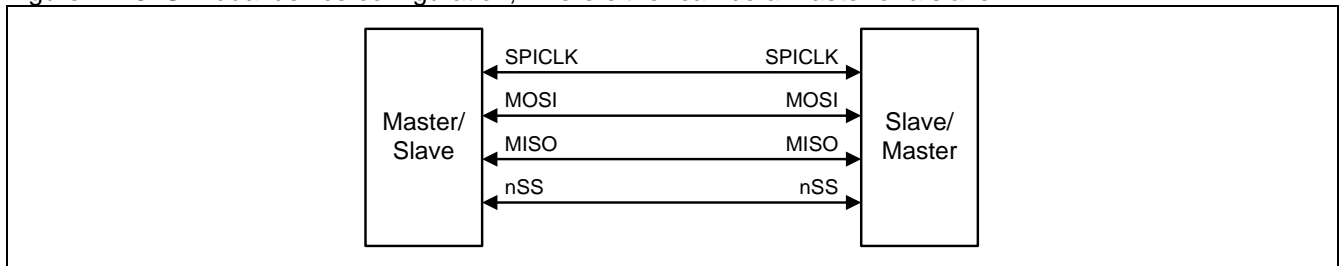 SPICLK SPICLK
MOSI MOSI
Master/ Slave/
Slave Master
MISO MISO
nSS nSS